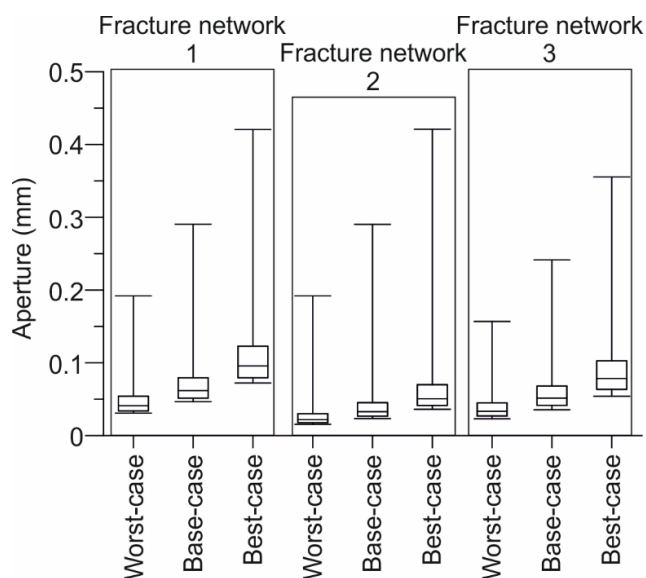 Fracture network
1
Fracture network
2
Fracture network
3
Aperture (mm)
0.5
0.4
0.3
0.2
0.1
0
Worst-case
Base-case
Best-case
Worst-case
Base-case
Best-case
Worst-case
Base-case
Best-case